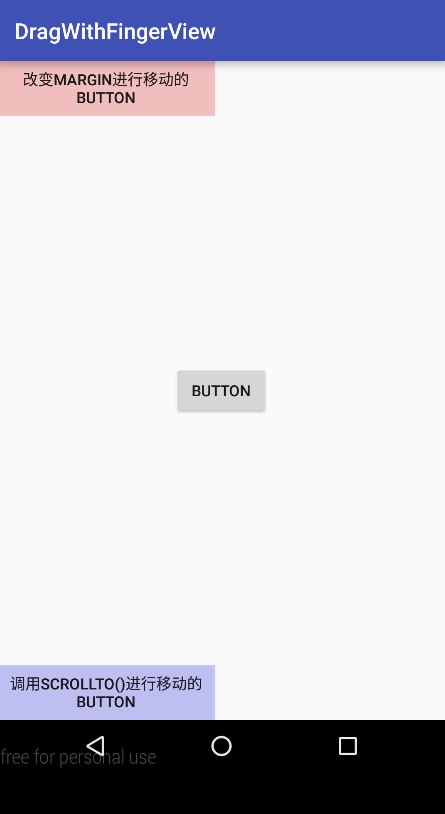 DragWithFingerView
改变MARGIN进行移动的
BUTTON
BUTTON
调用SCROLLTO()进行移动的
BUTTON
free for personal use